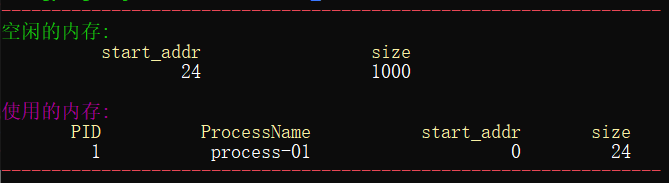 空闲的内存:
start_addr size
24 1000
使用的内存:
PID ProcessName start_addr size
1 process-01 0 24